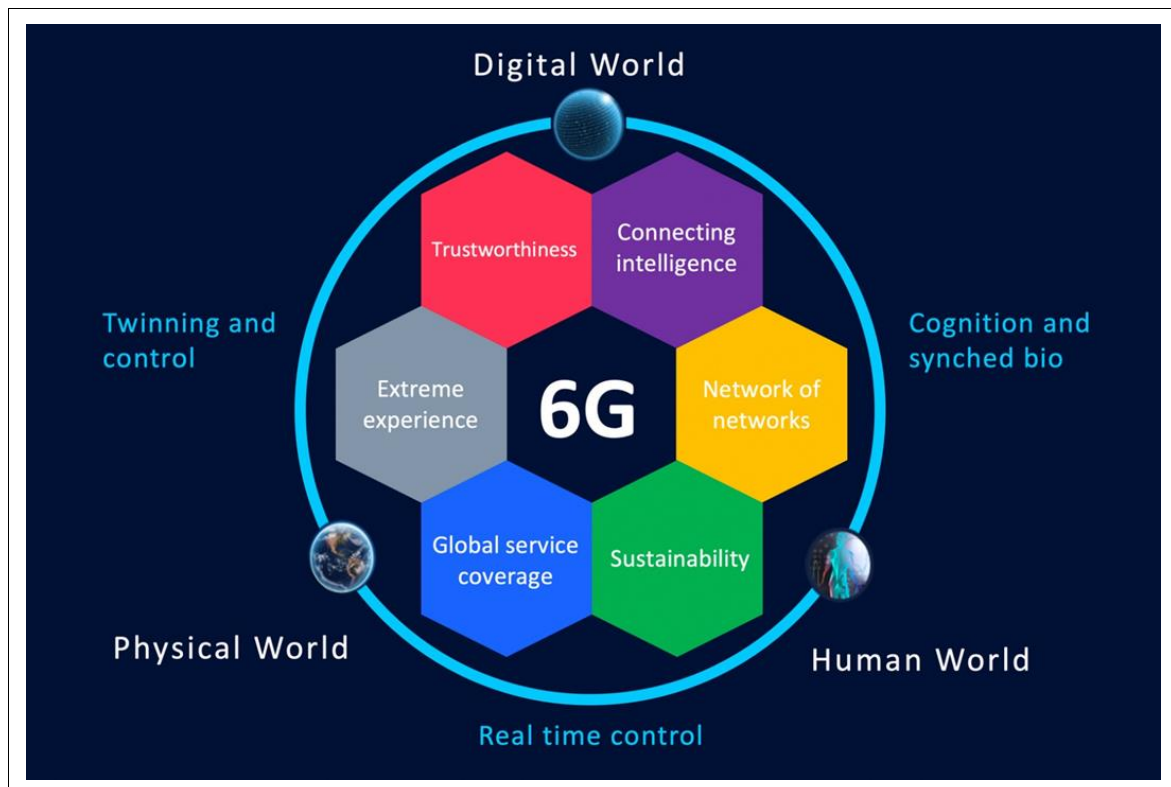 Digital World
Trustworthiness
Connecting
intelligence
Twinning and
control
Cognition and
synched bio
Extreme
experience
6G
Network of
networks
Global service
coverage
Sustainability
Physical World
Human World
Real time control